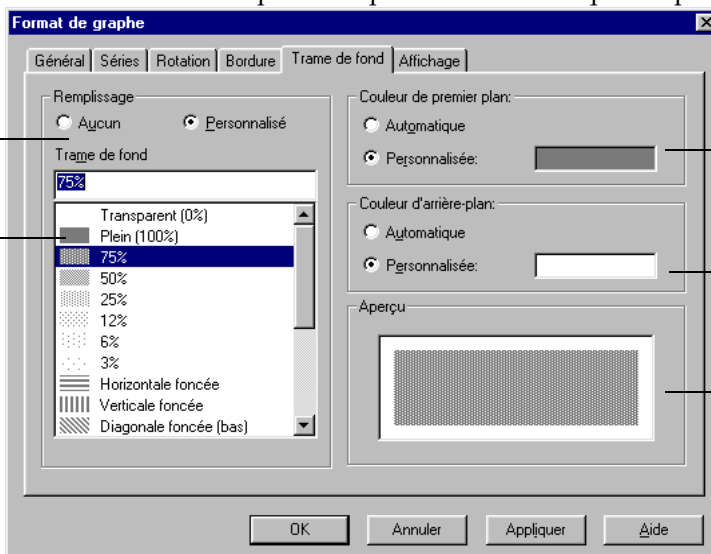 Format de graphe
Général Séries Rotation Bordure Trame de fond Affichage
Remplissage
Aucun Personnalisé
Trame de fond
75%
Transparent (0%)
Plein (100%)
75%
50%
25%
12%
6%
3%
Horizontale foncée
Verticale foncée
Diagonale foncée (bas)
Couleur de premier plan:
Automatique
Personnalisée:
Couleur d'arrière-plan:
Automatique
Personnalisée:
Aperçu
OK Annuler Appliquer Aide